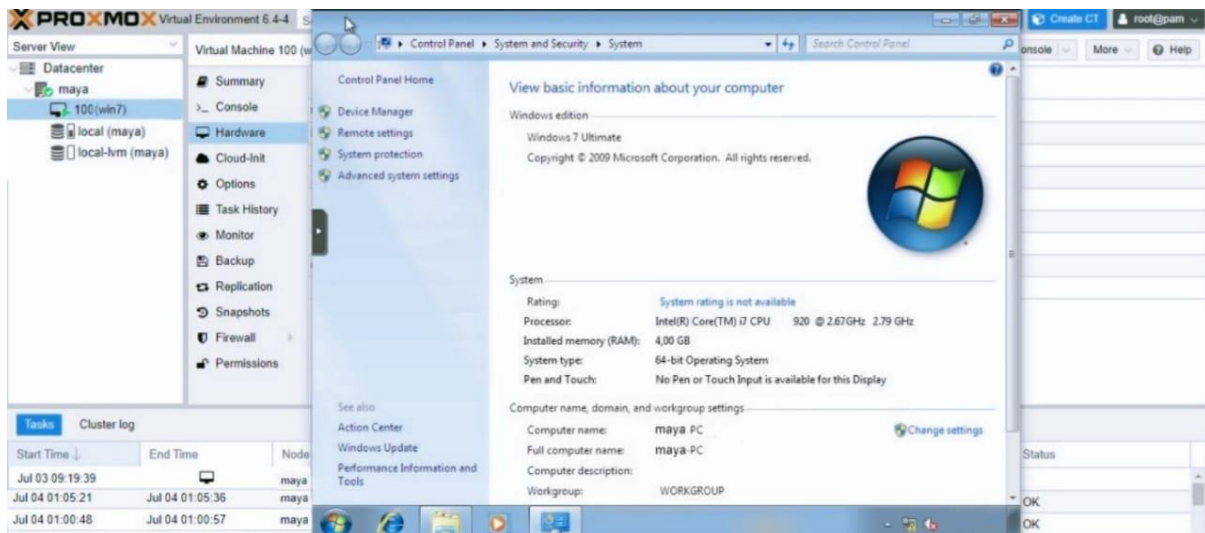 PROXMOX Virtual Environment 6.4-4
Create CT
root@pam
Server View
Datacenter
maya
100(win7)
local (maya)
local-lvm (maya)
Virtual Machine 100 (w
onsole
More
Help
Summary
Console
Hardware
Cloud-Init
Options
Task History
Monitor
Backup
Replication
Snapshots
Firewall
Permissions
Control Panel
System and Security
System
Search Control Panel
Control Panel Home
Device Manager
Remote settings
System protection
Advanced system settings
See also
Action Center
Windows Update
Performance Information and
Tools
View basic information about your computer
Windows edition
Windows 7 Ultimate
Copyright © 2009 Microsoft Corporation. All rights reserved.
System
Rating: System rating is not available
Processor: Intel(R) Core(TM) i7 CPU 920 @ 2.67GHz 2.79 GHz
Installed memory (RAM): 4,00 GB
System type: 64-bit Operating System
Pen and Touch: No Pen or Touch Input is available for this Display
Computer name, domain, and workgroup settings
Computer name: maya PC
Change settings
Full computer name: maya-PC
Computer description:
Workgroup: WORKGROUP
Tasks
Cluster log
Start Time End Time Node Status
Jul 03 09:19:39 maya
Jul 04 01:05:21 Jul 04 01:05:36 maya OK
Jul 04 01:00:48 Jul 04 01:00:57 maya OK